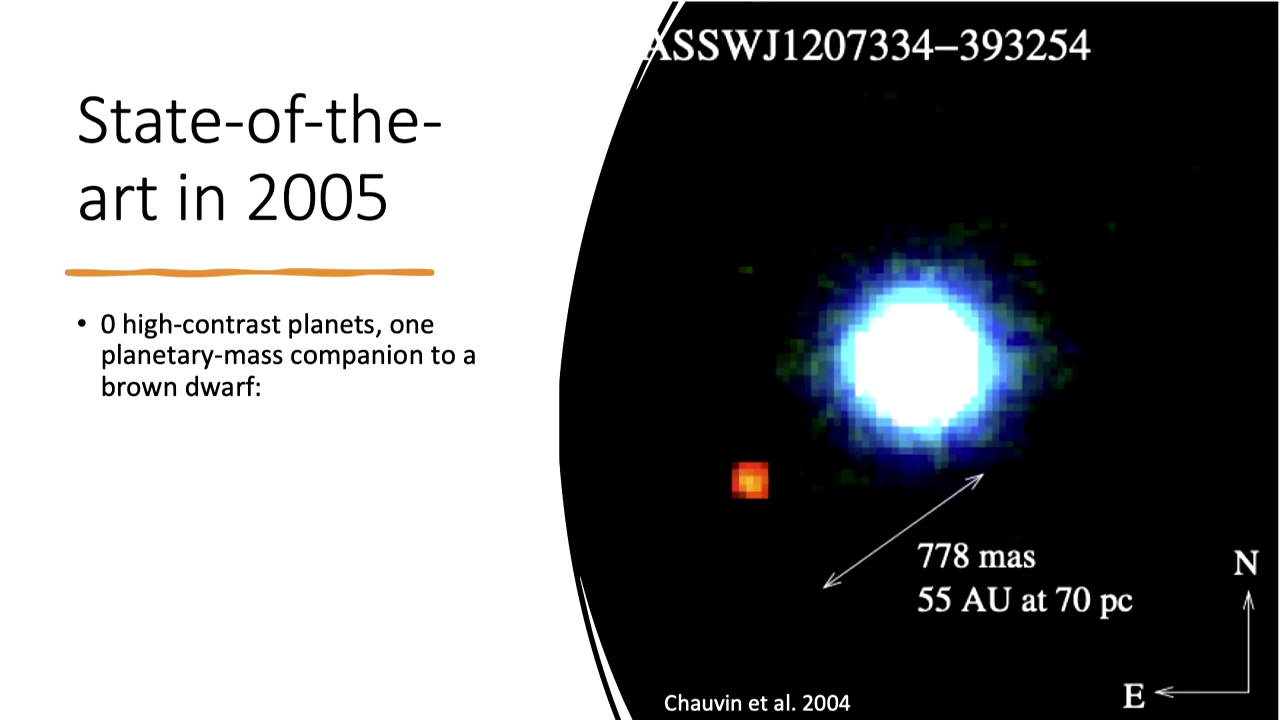 State-of-the-
art in 2005
• 0 high-contrast planets, one
planetary-mass companion to a
brown dwarf:
ASSWJ1207334–393254
778 mas
55 AU at 70 pc
N
E
Chauvin et al. 2004